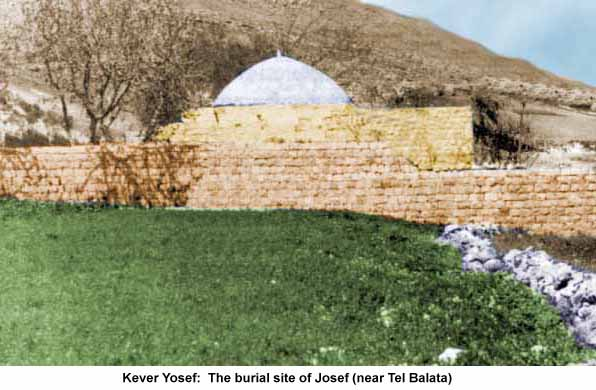 Kever Yosef: The burial site of Josef (near Tel Balata)